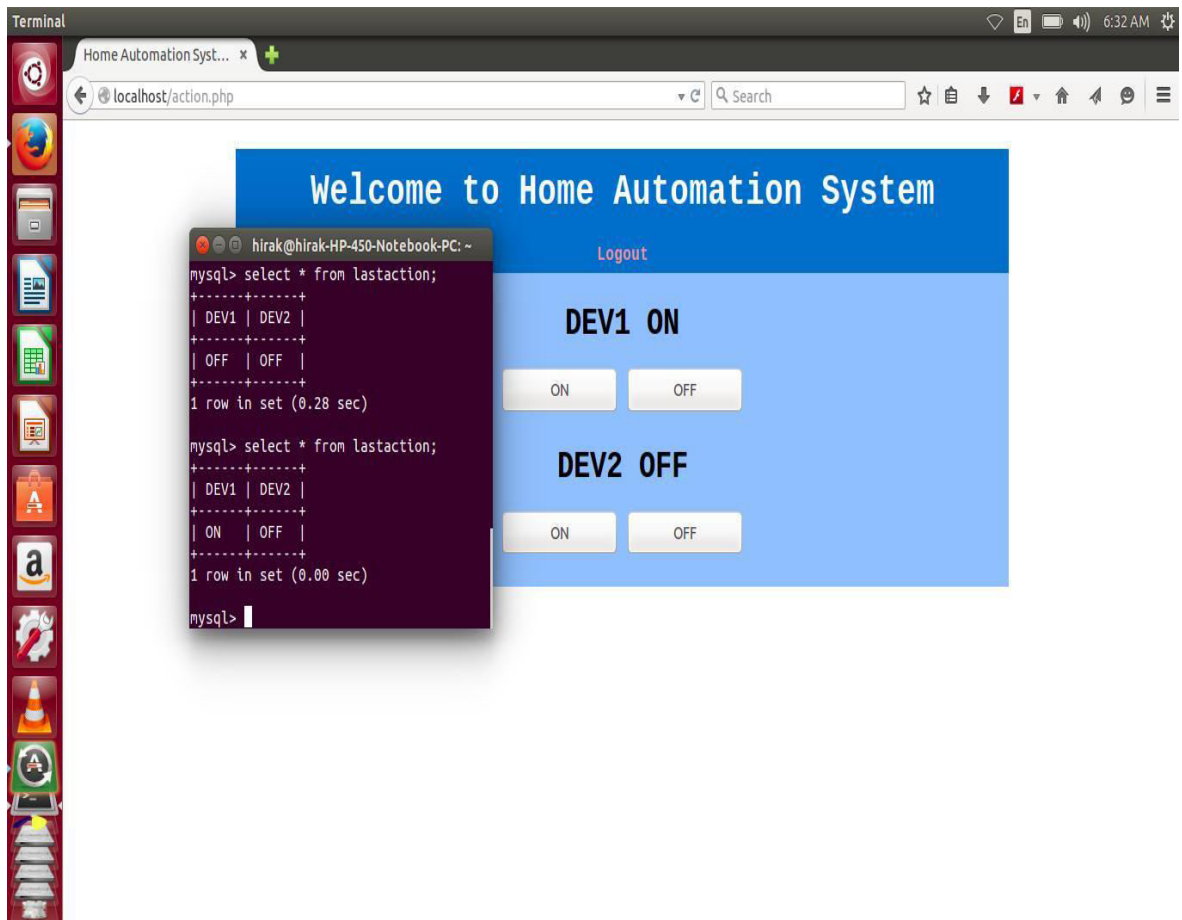 Terminal
En
6:32 AM
Home Automation Syst...
localhost/action.php
Search
Welcome to Home Automation System
Logout
hirak@hirak-HP-450-Notebook-PC: ~
mysql> select * from lastaction;
+------+------+
| DEV1 | DEV2 |
+------+------+
| OFF | OFF |
+------+------+
1 row in set (0.28 sec)
mysql> select * from lastaction;
+------+------+
| DEV1 | DEV2 |
+------+------+
| ON | OFF |
+------+------+
1 row in set (0.00 sec)
mysql>
DEV1 ON
ON OFF
DEV2 OFF
ON OFF